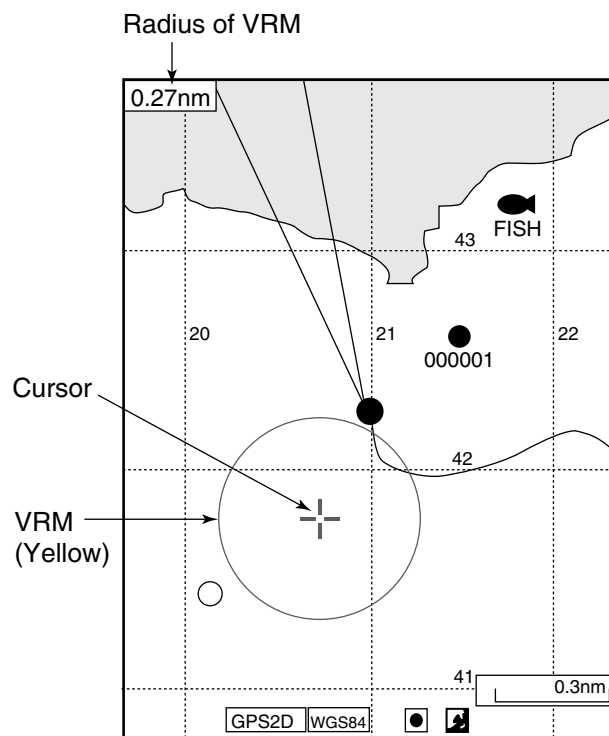 Radius of VRM
0.27nm
FISH
43
20
21
22
000001
Cursor
42
VRM
(Yellow)
41
0.3nm
GPS2D
WGS84